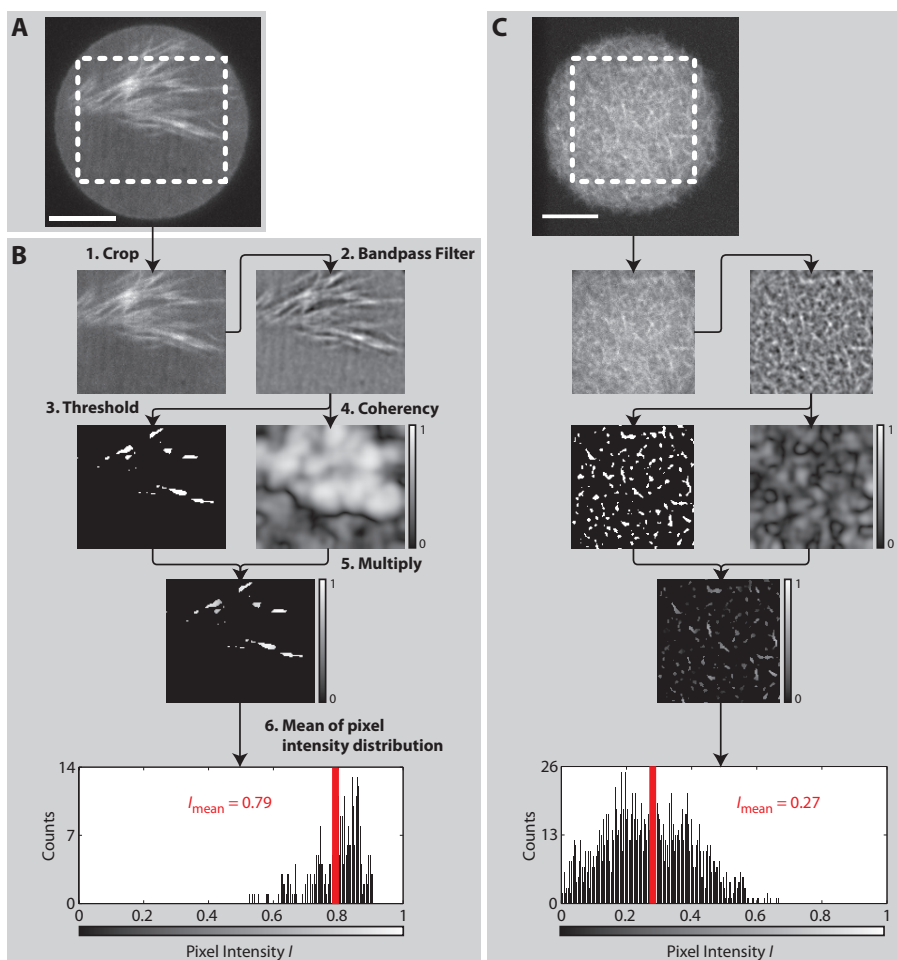 A
C
B
1. Crop
2. Bandpass Filter
3. Threshold
4. Coherency
1
0
1
0
5. Multiply
1
0
1
0
6. Mean of pixel
intensity distribution
14
7
0
Counts
Imean = 0.79
0 0.2 0.4 0.6 0.8 1
Pixel Intensity I
26
13
0
Counts
Imean = 0.27
0 0.2 0.4 0.6 0.8 1
Pixel Intensity I